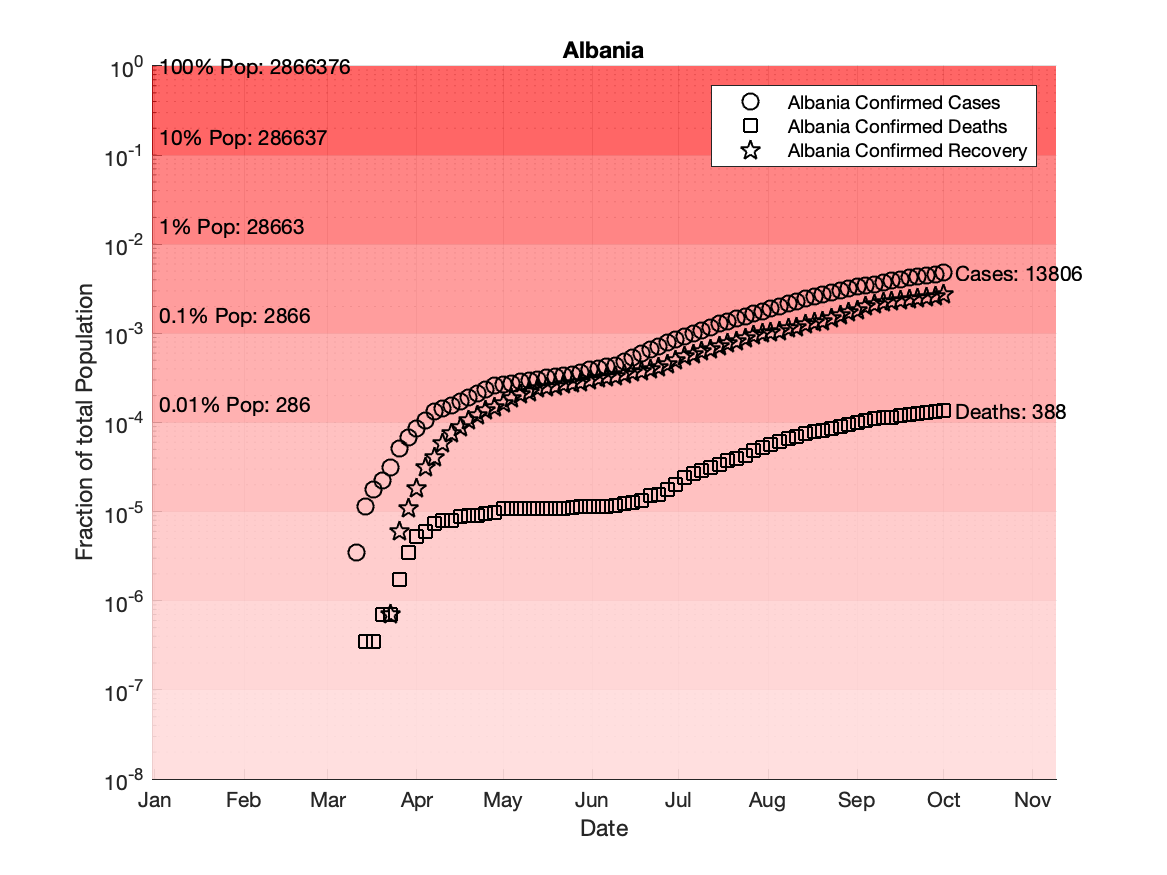 Albania
10^0
100% Pop: 2866376
Albania Confirmed Cases
Albania Confirmed Deaths
Albania Confirmed Recovery
10% Pop: 286637
10^-1
1% Pop: 28663
10^-2
Cases: 13806
0.1% Pop: 2866
10^-3
0.01% Pop: 286
Deaths: 388
10^-4
10^-5
10^-6
10^-7
10^-8
Fraction of total Population
Jan Feb Mar Apr May Jun Jul Aug Sep Oct Nov
Date